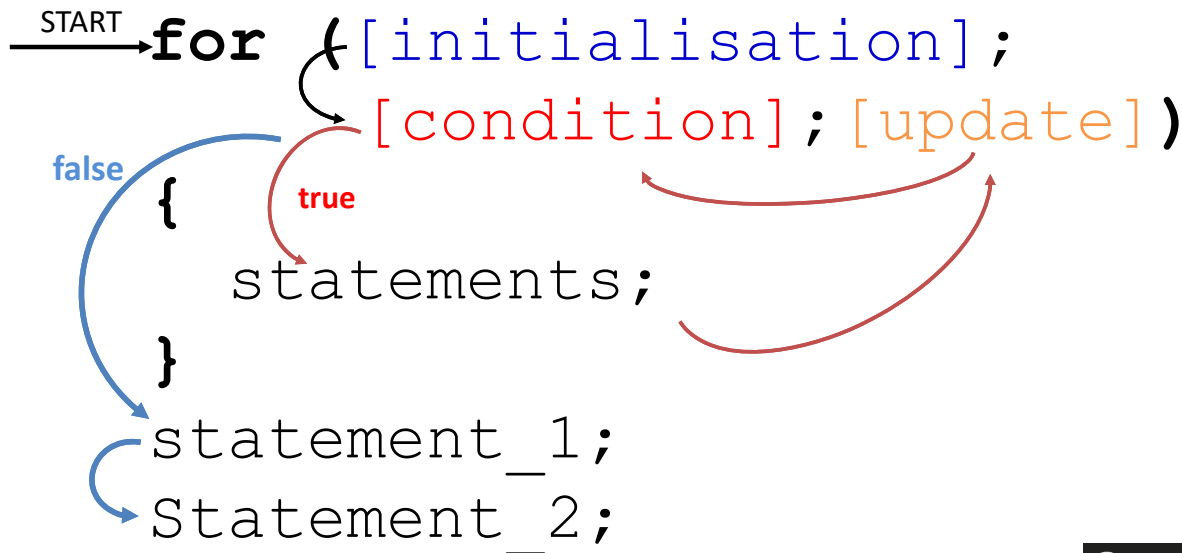 START
for ([initialisation];
[condition];[update])
false
{
true
statements;
}
statement_1;
Statement_2;